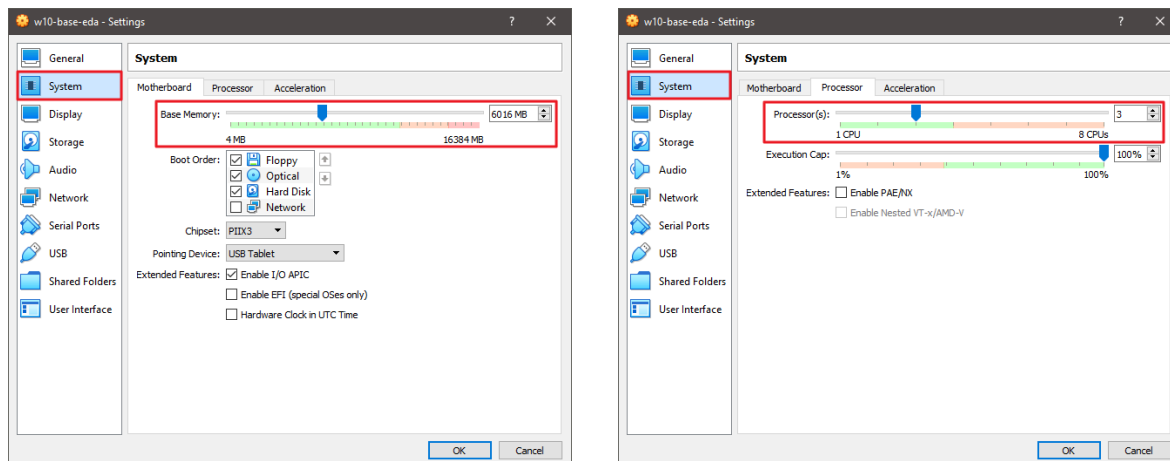 w10-base-eda - Settings
?
General
System
Display
Storage
Audio
Network
Serial Ports
USB
Shared Folders
User Interface
System
Motherboard Processor Acceleration
Base Memory: 6016 MB
4 MB 16384 MB
Boot Order: Floppy
Optical
Hard Disk
Network
Chipset: PIIX3
Pointing Device: USB Tablet
Extended Features: Enable I/O APIC
Enable EFI (special OSes only)
Hardware Clock in UTC Time
OK Cancel
w10-base-eda - Settings
?
General
System
Display
Storage
Audio
Network
Serial Ports
USB
Shared Folders
User Interface
System
Motherboard Processor Acceleration
Processor(s): 3
1 CPU 8 CPUs
Execution Cap: 100%
1% 100%
Extended Features: Enable PAE/NX
Enable Nested VT-x/AMD-V
OK Cancel